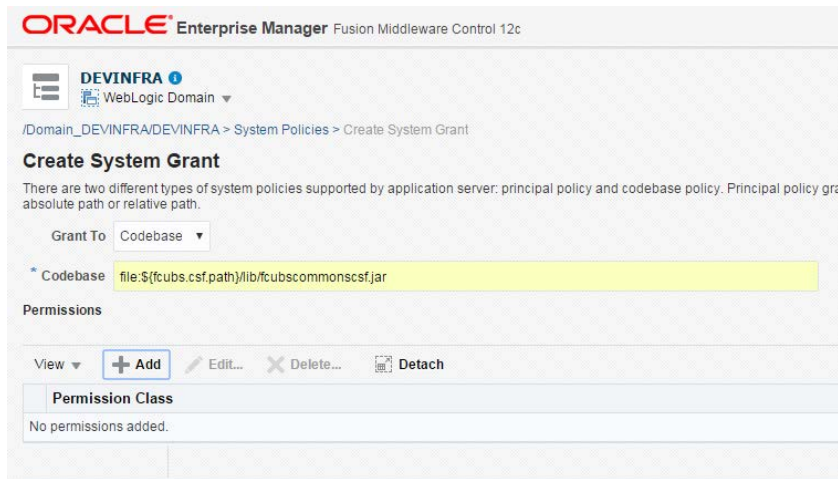 ORACLE Enterprise Manager Fusion Middleware Control 12c
DEVINFRA
WebLogic Domain
/Domain_DEVINFRA/DEVINFRA > System Policies > Create System Grant
Create System Grant
There are two different types of system policies supported by application server: principal policy and codebase policy. Principal policy gra
absolute path or relative path.
Grant To Codebase
* Codebase file:${fcubs.csf.path}/lib/fcubscommonscsf.jar
Permissions
View Add Edit... Delete... Detach
Permission Class
No permissions added.